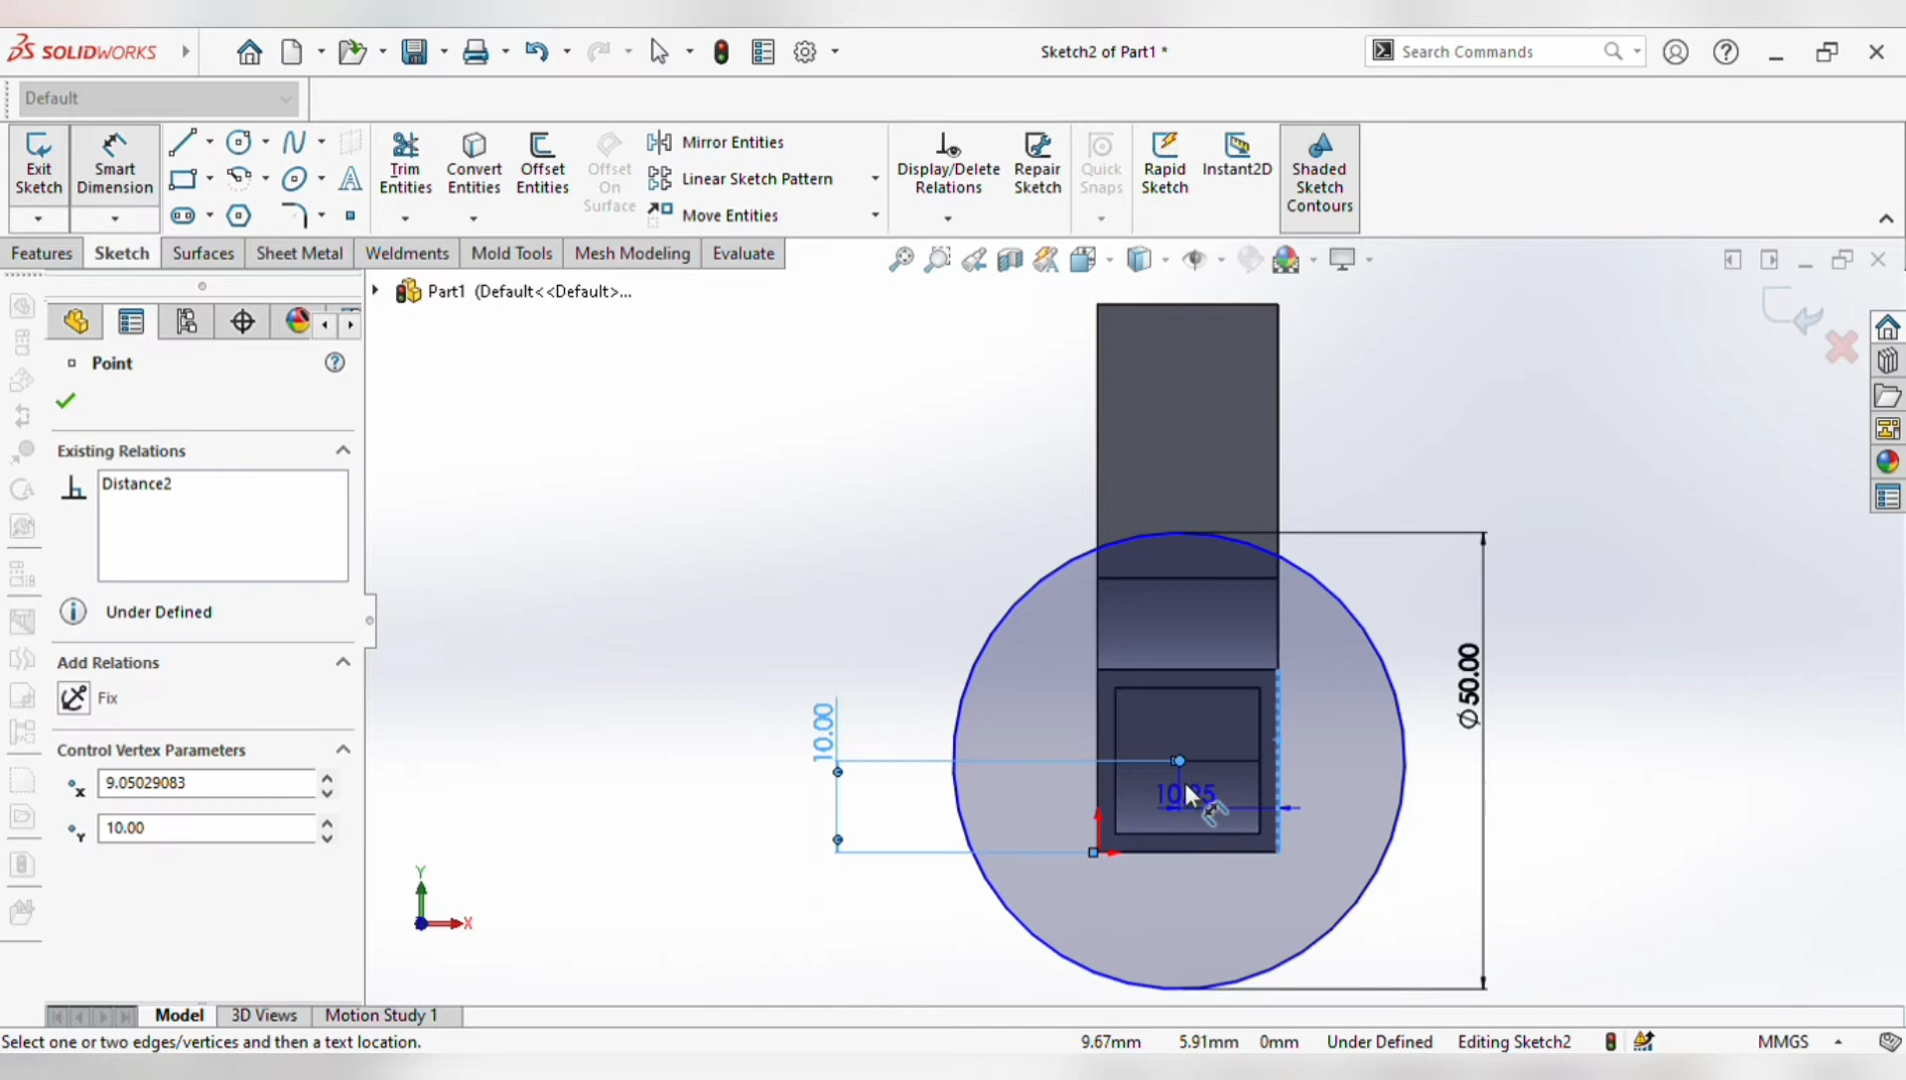 SOLIDWORKS
Sketch2 of Part1 *
Search Commands
Default
Exit
Sketch
Smart
Dimension
Trim
Entities
Convert
Entities
Offset
Entities
Offset
On
Surface
Mirror Entities
Linear Sketch Pattern
Move Entities
Display/Delete
Relations
Repair
Sketch
Quick
Snaps
Rapid
Sketch
Instant2D
Shaded
Sketch
Contours
Features
Sketch
Surfaces
Sheet Metal
Weldments
Mold Tools
Mesh Modeling
Evaluate
Part1 (Default<<Default>...
Point
Existing Relations
Distance2
Under Defined
Add Relations
Fix
Control Vertex Parameters
x
9.05029083
Y
10.00
10.00
∅50.00
Y
X
Model
3D Views
Motion Study 1
Select one or two edges/vertices and then a text location.
9.67mm
5.91mm
0mm
Under Defined
Editing Sketch2
MMGS